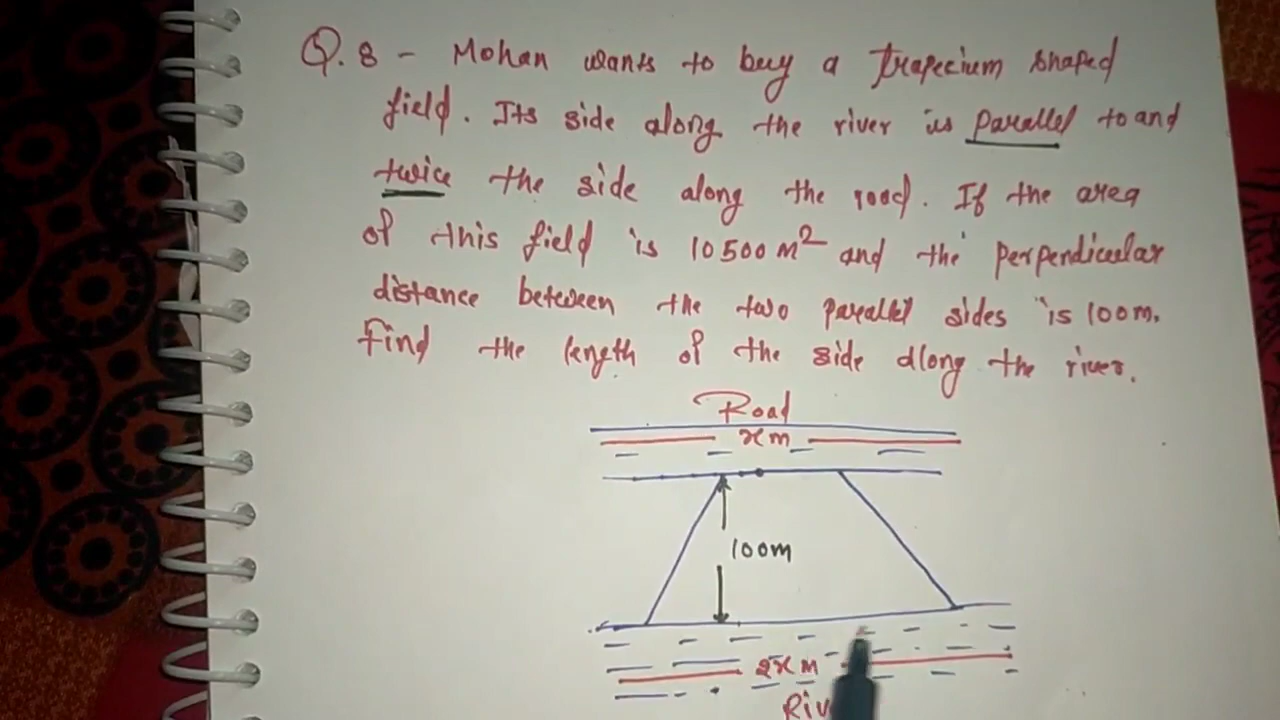 Q.8 - Mohan wants to buy a trapecium shaped
field. Its side along the river is parallel to and
twice the side along the road. If the area
of this field is 10500 m² and the perpendicular
distance between the two parallel sides is 100m.
Find the length of the side along the river.
Road
x m
100m
2x m